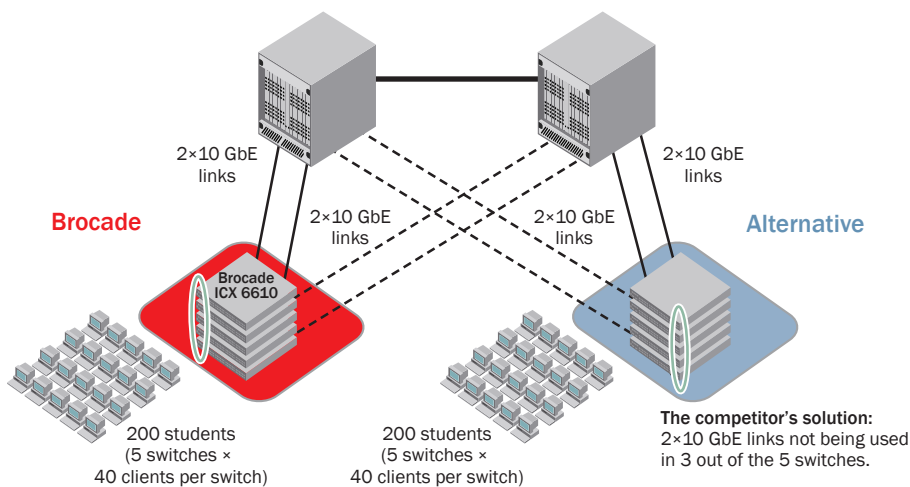 2×10 GbE
links
2×10 GbE
links
2×10 GbE
links
2×10 GbE
links
Brocade
Alternative
Brocade
ICX 6610
200 students
(5 switches ×
40 clients per switch)
200 students
(5 switches ×
40 clients per switch)
The competitor's solution:
2×10 GbE links not being used
in 3 out of the 5 switches.